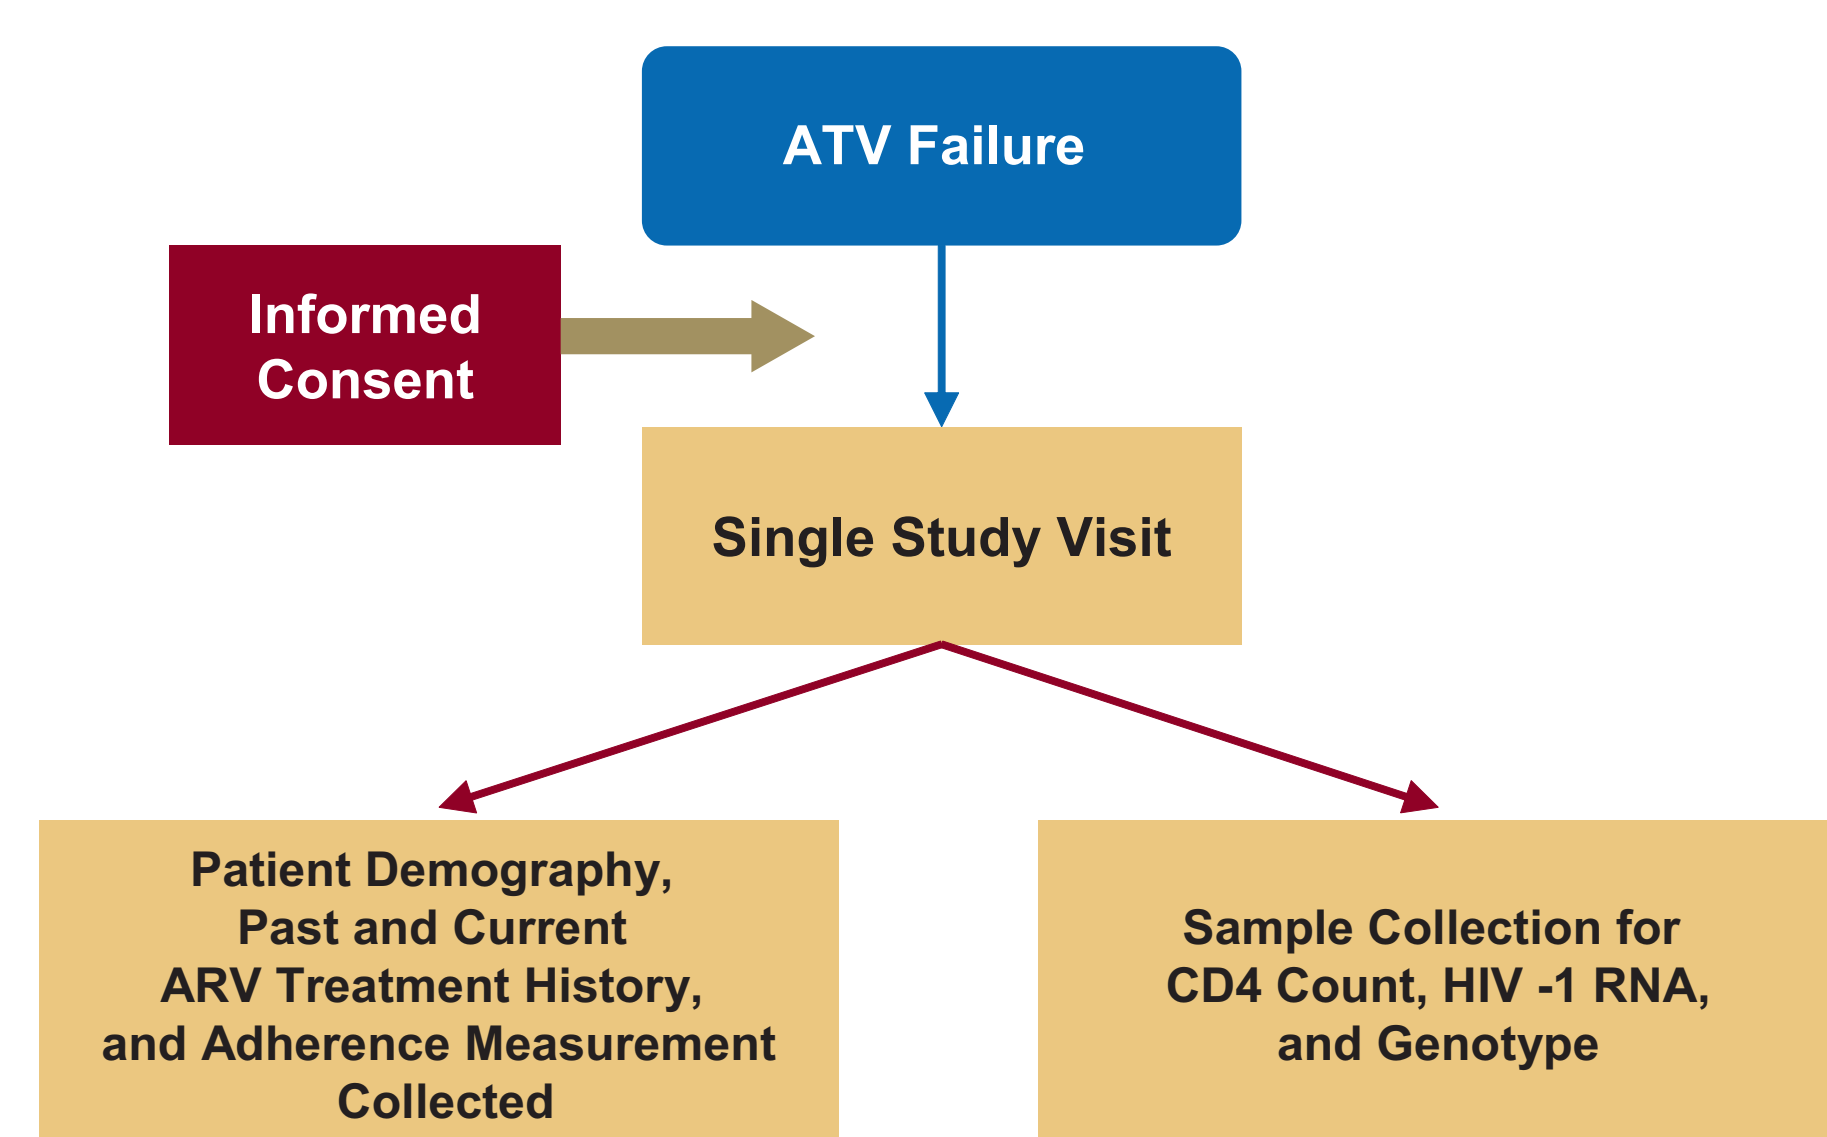 ATV Failure
Informed
Consent
Single Study Visit
Patient Demography,
Past and Current
ARV Treatment History,
and Adherence Measurement
Collected
Sample Collection for
CD4 Count, HIV -1 RNA,
and Genotype